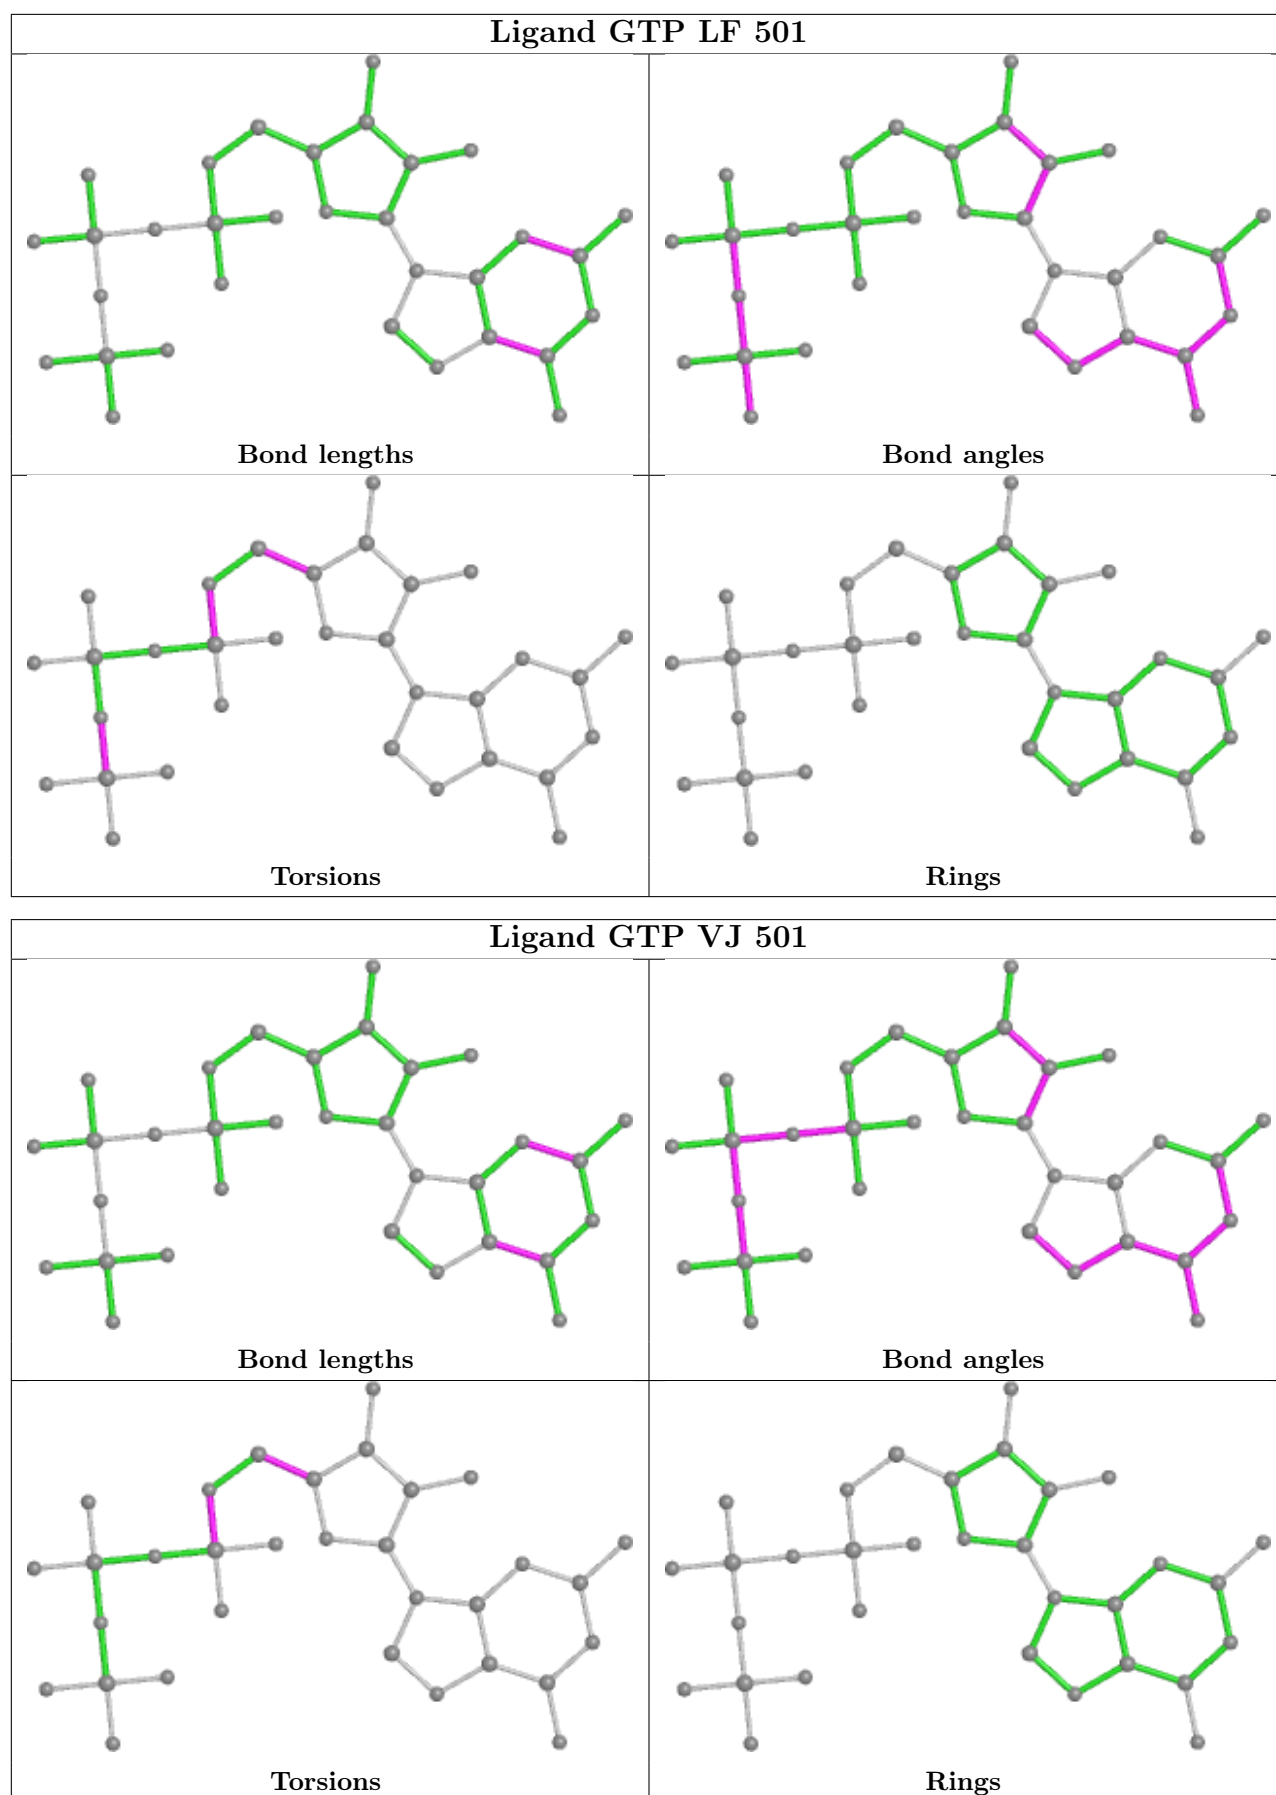 Ligand GTP LF 501
Bond lengths
Bond angles
Torsions
Rings
Ligand GTP VJ 501
Bond lengths
Bond angles
Torsions
Rings